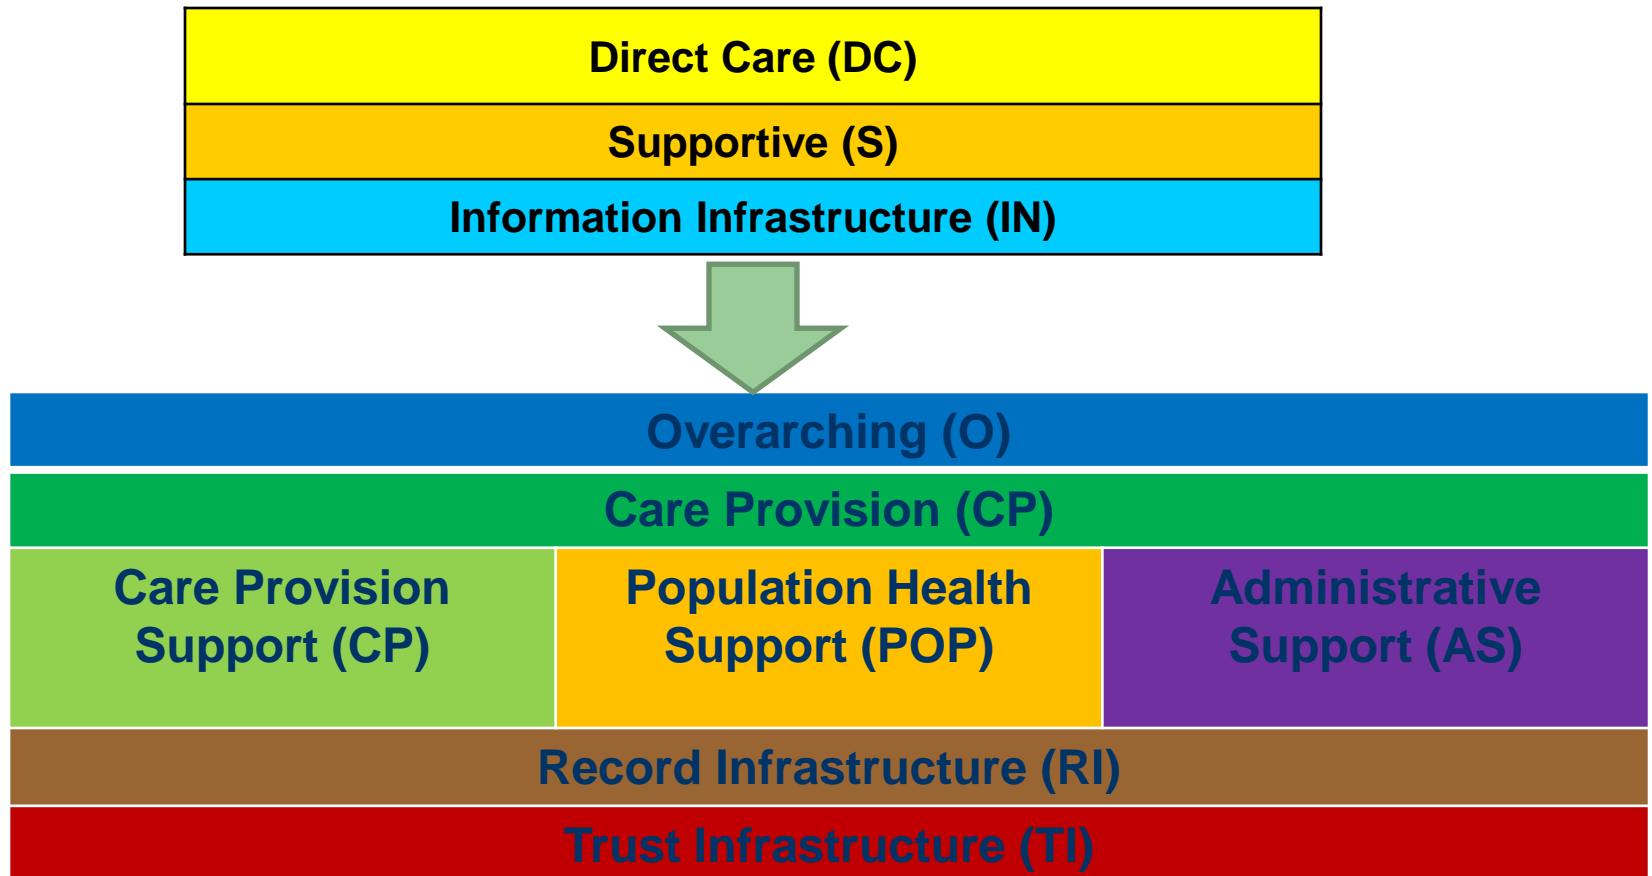 Direct Care (DC)
Supportive (S)
Information Infrastructure (IN)
Overarching (O)
Care Provision (CP)
Care Provision
Support (CP)
Population Health
Support (POP)
Administrative
Support (AS)
Record Infrastructure (RI)
Trust Infrastructure (TI)